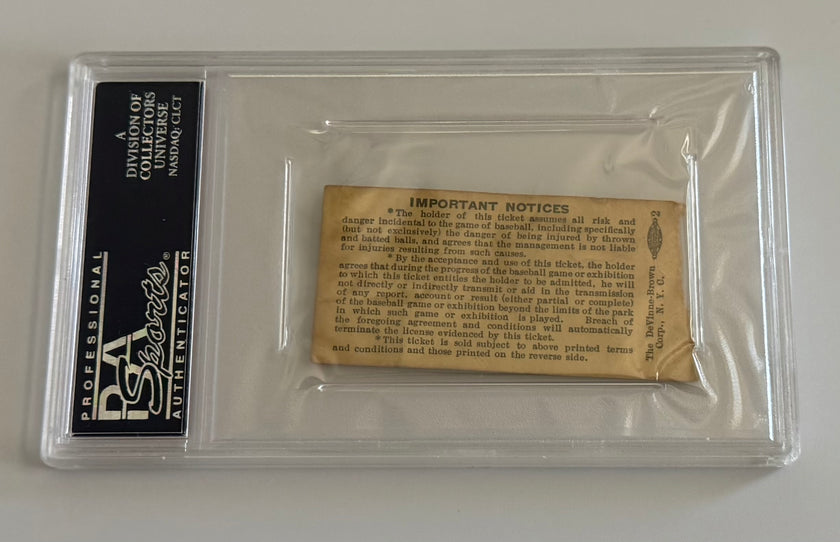 A
DIVISION OF
COLLECTORS
UNIVERSE
NASDAQ: CLCT
PROFESSIONAL
PSA
Sports®
AUTHENTICATOR
IMPORTANT NOTICES
*The holder of this ticket assumes all risk and
danger incidental to the game of baseball, including specifically
(but not exclusively) the danger of being injured by thrown
and batted balls, and agrees that the management is not liable
for injuries resulting from such causes.
*By the acceptance and use of this ticket, the holder
agrees that during the progress of the baseball game or exhibition
to which this ticket entitles the holder to be admitted, he will
not directly or indirectly transmit or aid in the transmission
of any report, account or result (either partial or complete)
of the baseball game or exhibition beyond the limits of the park
in which such game or exhibition is played. Breach of
the foregoing agreement and conditions will automatically
terminate the license evidenced by this ticket.
*This ticket is sold subject to above printed terms
and conditions and those printed on the reverse side.
The DeVinne-Brown
Corp., N. Y. C.
2